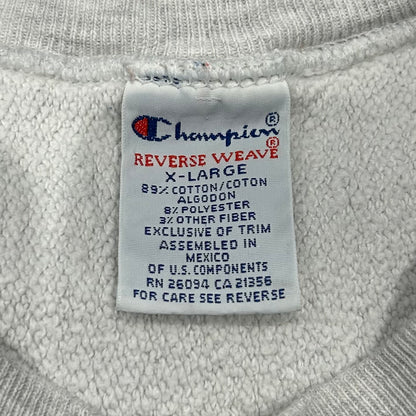 Champion®
REVERSE WEAVE®
X-LARGE
89% COTTON/COTON
ALGODON
8% POLYESTER
3% OTHER FIBER
EXCLUSIVE OF TRIM
ASSEMBLED IN
MEXICO
OF U.S. COMPONENTS
RN 26094 CA 21356
FOR CARE SEE REVERSE